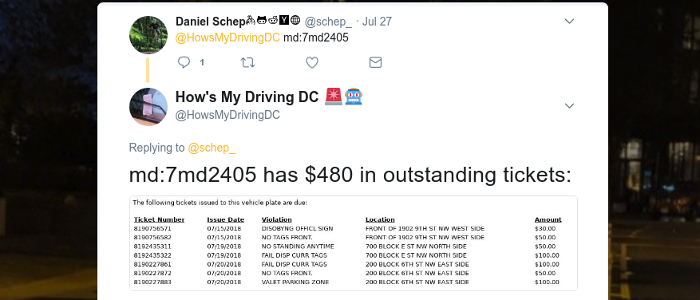 Daniel Schep @schep_ · Jul 27
@HowsMyDrivingDC md:7md2405
1
How's My Driving DC
@HowsMyDrivingDC
Replying to @schep_
md:7md2405 has $480 in outstanding tickets:
The following tickets issued to this vehicle plate are due:
Ticket Number Issue Date Violation Location Amount
8190756571 07/15/2018 DISOBYNG OFFICL SIGN FRONT OF 1902 9TH ST NW WEST SIDE $30.00
8190756582 07/15/2018 NO TAGS FRONT. FRONT OF 1902 9TH ST NW WEST SIDE $50.00
8192435311 07/19/2018 NO STANDING ANYTIME 700 BLOCK E ST NW NORTH SIDE $50.00
8192435322 07/19/2018 FAIL DISP CURR TAGS 700 BLOCK E ST NW NORTH SIDE $100.00
8190227861 07/20/2018 FAIL DISP CURR TAGS 200 BLOCK 6TH ST NW EAST SIDE $100.00
8190227872 07/20/2018 NO TAGS FRONT. 200 BLOCK 6TH ST NW EAST SIDE $50.00
8190227883 07/20/2018 VALET PARKING ZONE 200 BLOCK 6TH ST NW EAST SIDE $100.00